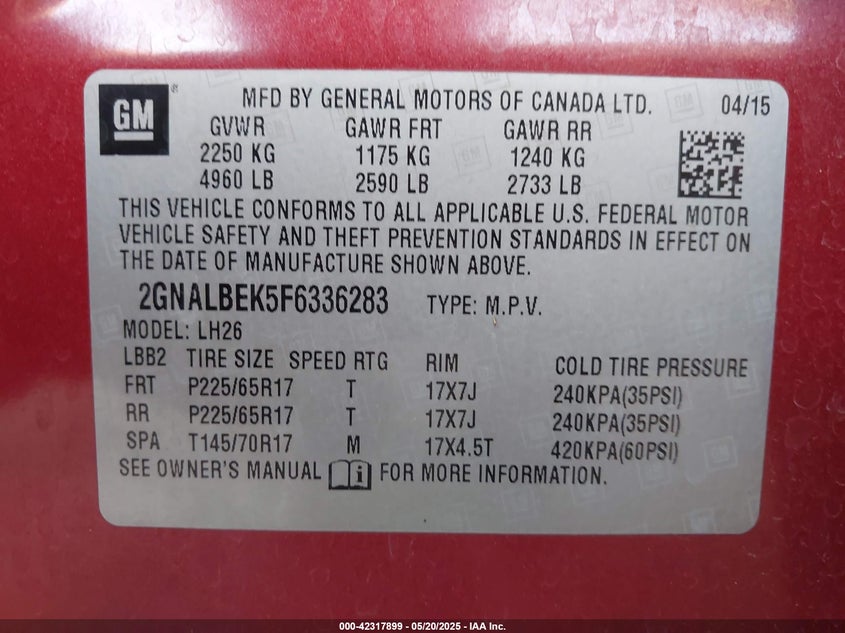 GM ® MFD BY GENERAL MOTORS OF CANADA LTD. 04/15
GVWR GAWR FRT GAWR RR
2250 KG 1175 KG 1240 KG
4960 LB 2590 LB 2733 LB
THIS VEHICLE CONFORMS TO ALL APPLICABLE U.S. FEDERAL MOTOR
VEHICLE SAFETY AND THEFT PREVENTION STANDARDS IN EFFECT ON
THE DATE OF MANUFACTURE SHOWN ABOVE.
2GNALBEK5F6336283 TYPE: M.P.V.
MODEL: LH26
LBB2 TIRE SIZE SPEED RTG RIM COLD TIRE PRESSURE
FRT P225/65R17 T 17X7J 240KPA(35PSI)
RR P225/65R17 T 17X7J 240KPA(35PSI)
SPA T145/70R17 M 17X4.5T 420KPA(60PSI)
SEE OWNER'S MANUAL i FOR MORE INFORMATION.
000-42317899 — 05/20/2025 — IAA Inc.